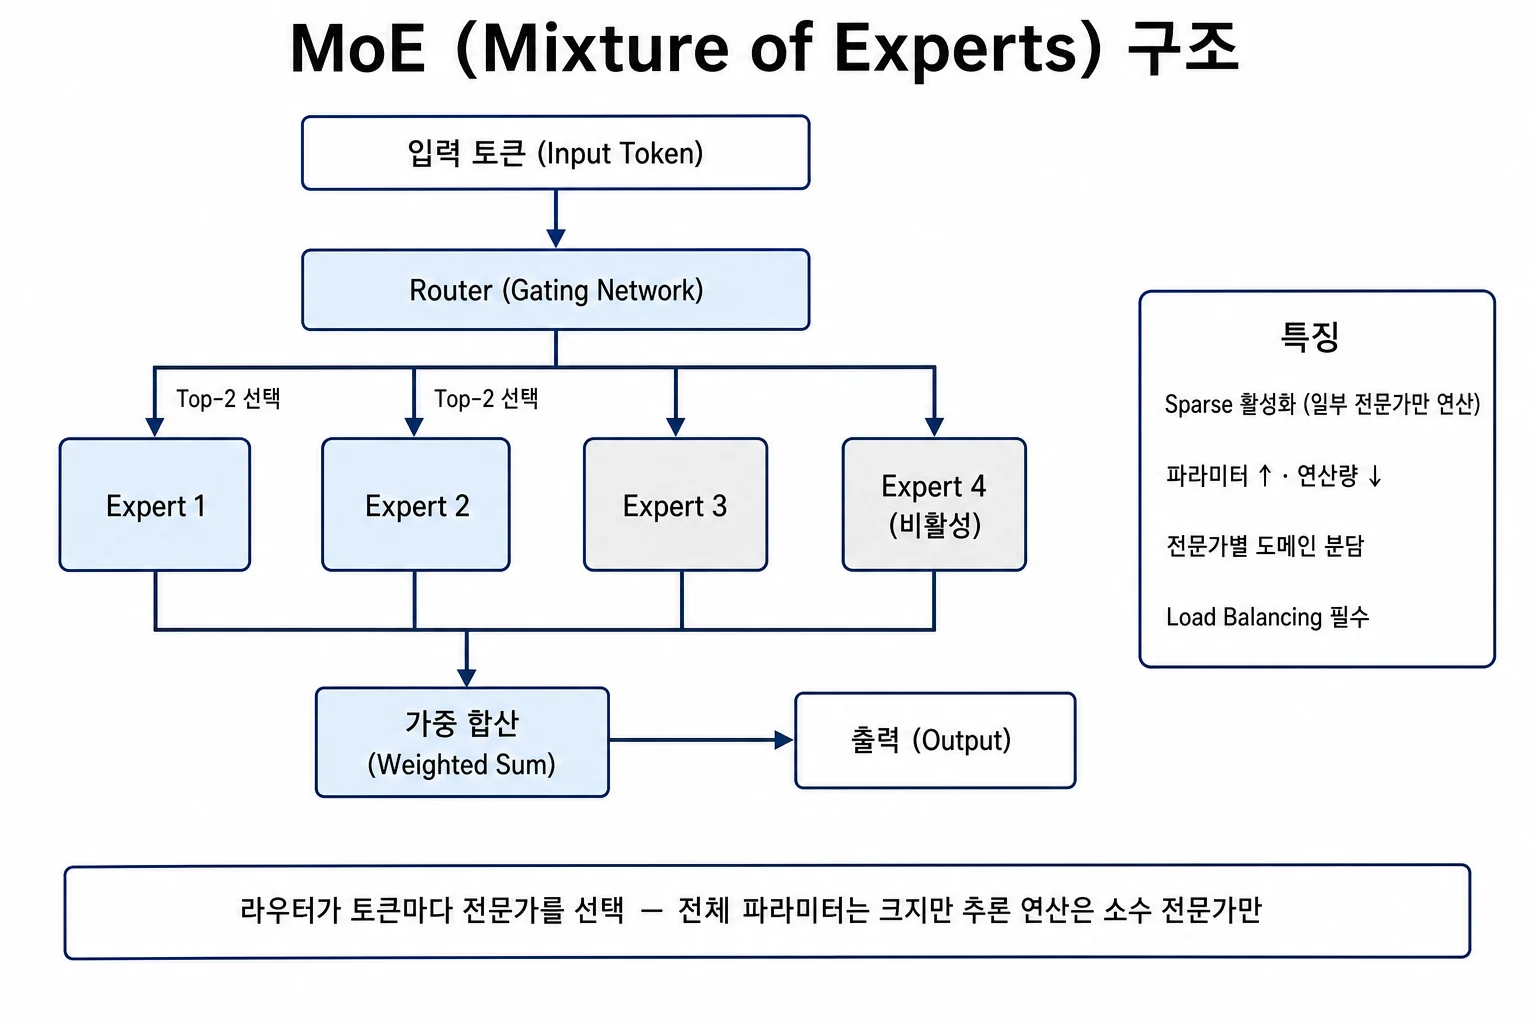 MoE (Mixture of Experts) 구조
입력 토큰 (Input Token)
Router (Gating Network)
Top-2 선택
Top-2 선택
Expert 1
Expert 2
Expert 3
Expert 4
(비활성)
가중 합산
(Weighted Sum)
출력 (Output)
특징
Sparse 활성화 (일부 전문가만 연산)
파라미터 ↑ · 연산량 ↓
전문가별 도메인 분담
Load Balancing 필수
라우터가 토큰마다 전문가를 선택 — 전체 파라미터는 크지만 추론 연산은 소수 전문가만